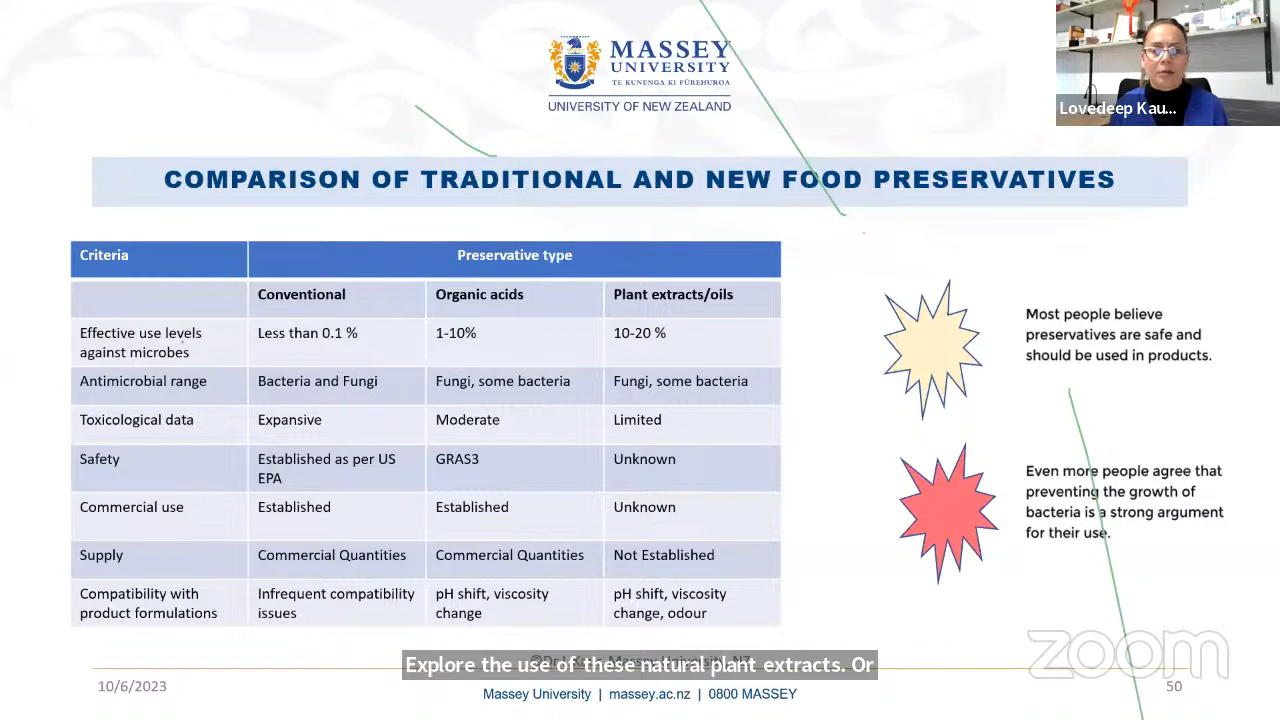 MASSEY
UNIVERSITY
TE KUNENGA KI PŪREHUROA
UNIVERSITY OF NEW ZEALAND
Lovedeep Kau...
COMPARISON OF TRADITIONAL AND NEW FOOD PRESERVATIVES
Criteria Preservative type
Conventional Organic acids Plant extracts/oils
Effective use levels against microbes Less than 0.1 % 1-10% 10-20 %
Antimicrobial range Bacteria and Fungi Fungi, some bacteria Fungi, some bacteria
Toxicological data Expansive Moderate Limited
Safety Established as per US EPA GRAS3 Unknown
Commercial use Established Established Unknown
Supply Commercial Quantities Commercial Quantities Not Established
Compatibility with product formulations Infrequent compatibility issues pH shift, viscosity change pH shift, viscosity change, odour
Most people believe
preservatives are safe and
should be used in products.
Even more people agree that
preventing the growth of
bacteria is a strong argument
for their use.
Explore the use of these natural plant extracts. Or
zoom
10/6/2023
Massey University | massey.ac.nz | 0800 MASSEY
50